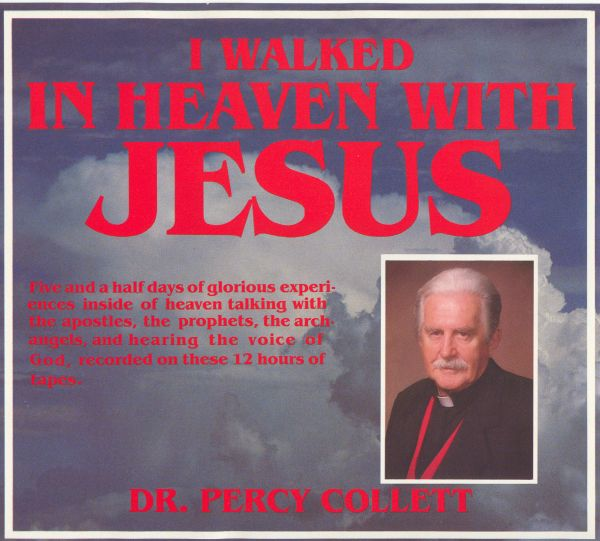 I WALKED
IN HEAVEN WITH
JESUS
Five and a half days of glorious experi-
ences inside of heaven talking with
the apostles, the prophets, the arch-
angels, and hearing the voice of
God, recorded on these 12 hours of
tapes.
DR. PERCY COLLETT